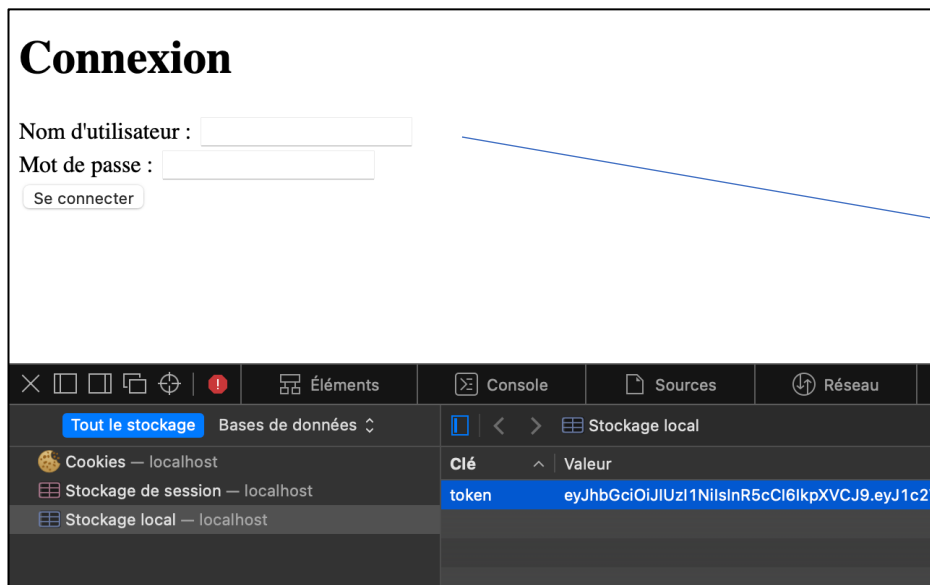 Connexion
Nom d'utilisateur :
Mot de passe :
Se connecter
Éléments
Console
Sources
Réseau
Tout le stockage
Bases de données
Stockage local
Cookies — localhost
Clé
Valeur
Stockage de session — localhost
token
eyJhbGciOiJIUzI1NiIsInR5cCI6IkpXVCJ9.eyJ1c2
Stockage local — localhost